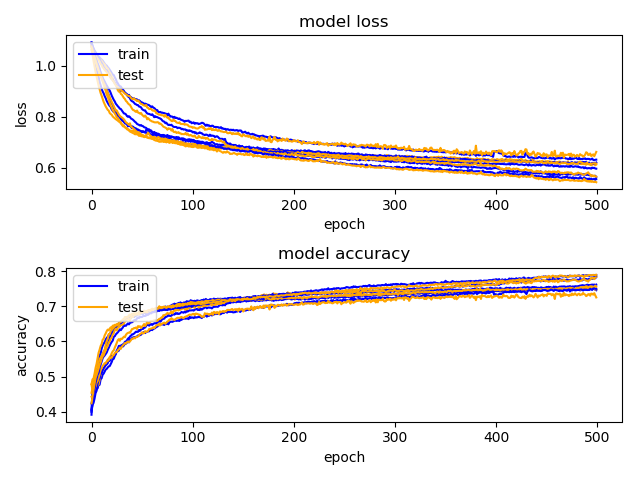 model loss
train
test
loss
1.0
0.8
0.6
0 100 200 300 400 500
epoch
model accuracy
train
test
accuracy
0.8
0.7
0.6
0.5
0.4
0 100 200 300 400 500
epoch